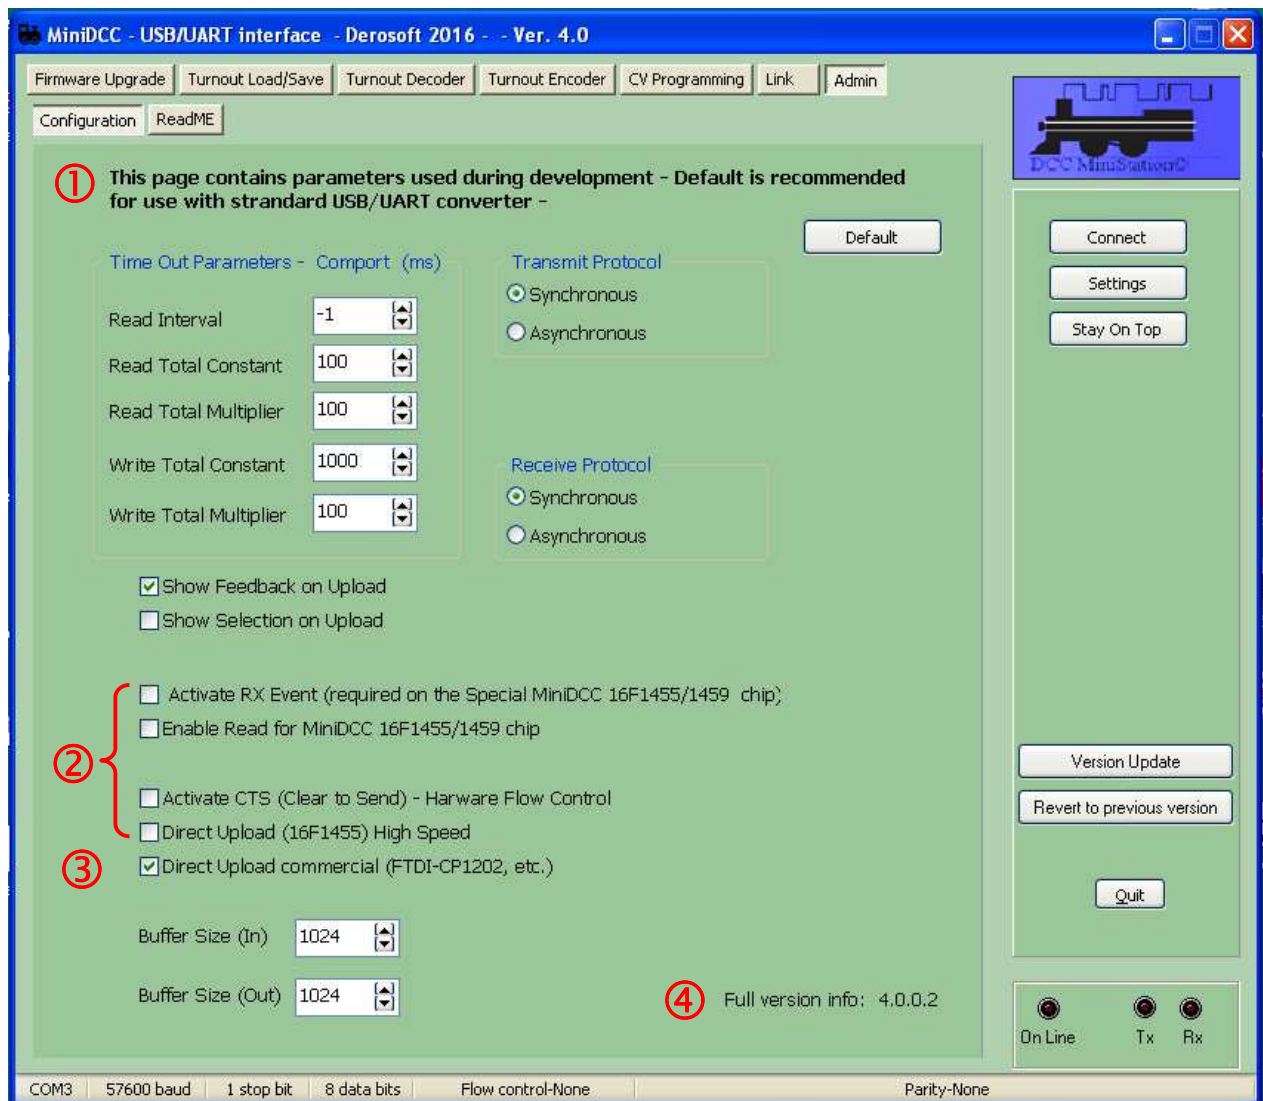 MiniDCC - USB/UART interface - Derosoft 2016 - - Ver. 4.0
Firmware Upgrade Turnout Load/Save Turnout Decoder Turnout Encoder CV Programming Link Admin
Configuration ReadME
DCC MiniStation©
① This page contains parameters used during development - Default is recommended
for use with strandard USB/UART converter -
Default
Time Out Parameters - Comport (ms)
Read Interval -1
Read Total Constant 100
Read Total Multiplier 100
Write Total Constant 1000
Write Total Multiplier 100
Transmit Protocol
Synchronous
Asynchronous
Receive Protocol
Synchronous
Asynchronous
Show Feedback on Upload
Show Selection on Upload
②
Activate RX Event (required on the Special MiniDCC 16F1455/1459 chip)
Enable Read for MiniDCC 16F1455/1459 chip
Activate CTS (Clear to Send) - Harware Flow Control
Direct Upload (16F1455) High Speed
③ Direct Upload commercial (FTDI-CP1202, etc.)
Buffer Size (In) 1024
Buffer Size (Out) 1024
④ Full version info: 4.0.0.2
Connect
Settings
Stay On Top
Version Update
Revert to previous version
Quit
On Line Tx Rx
COM3 57600 baud 1 stop bit 8 data bits Flow control-None Parity-None